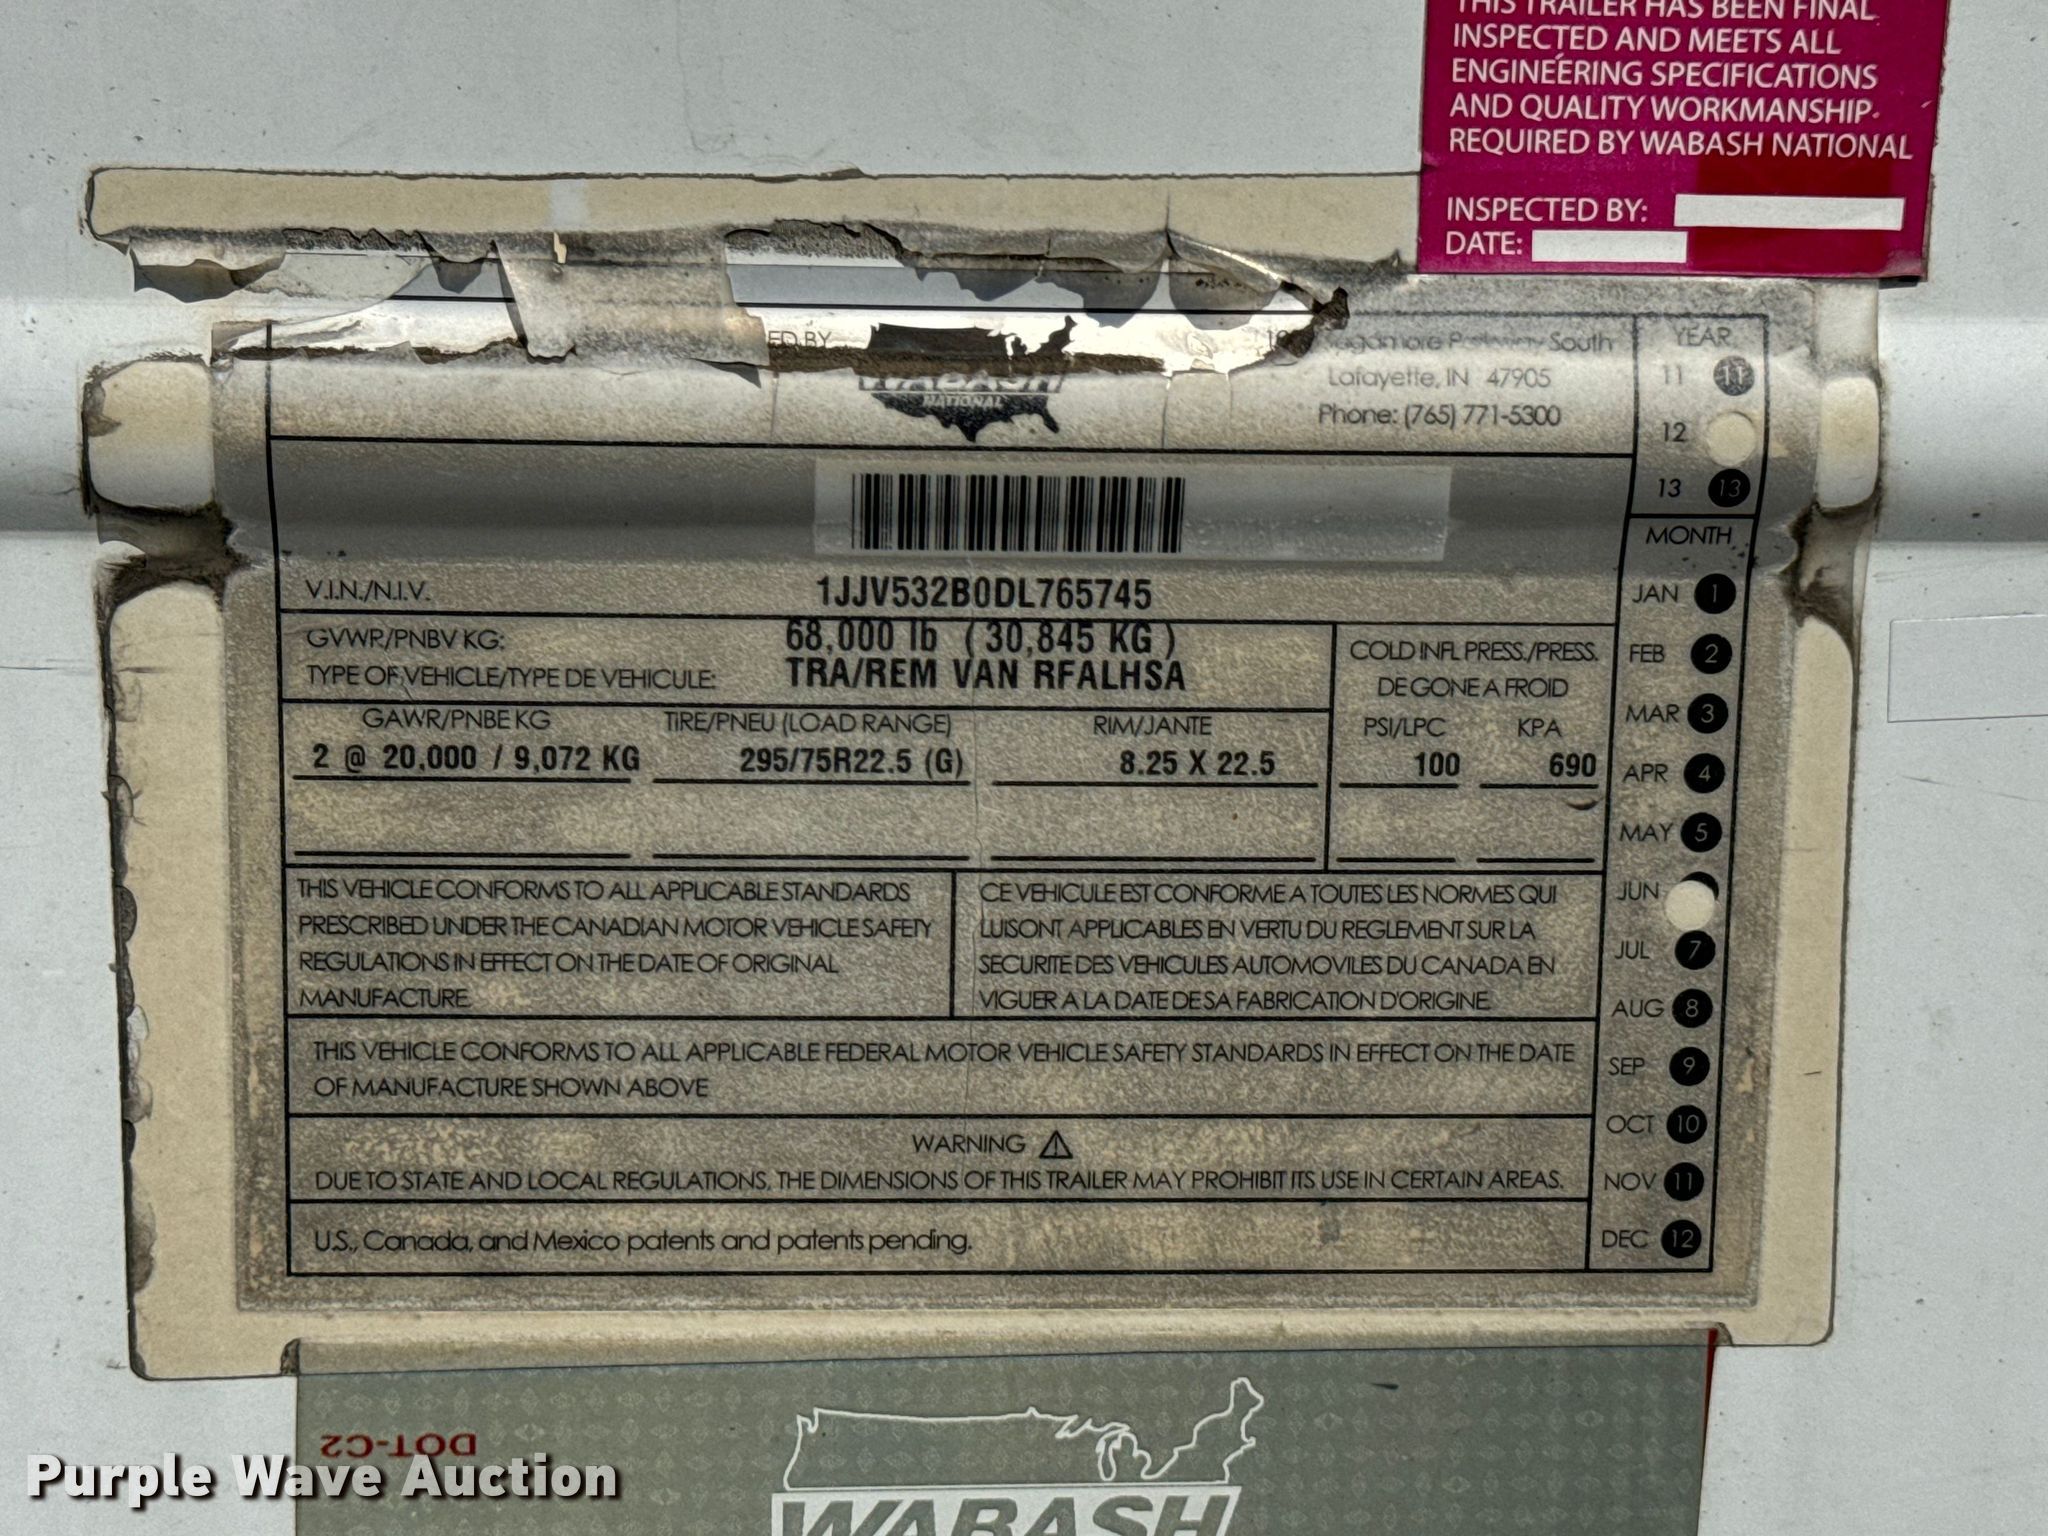 THIS TRAILER HAS BEEN FINAL
INSPECTED AND MEETS ALL
ENGINEERING SPECIFICATIONS
AND QUALITY WORKMANSHIP
REQUIRED BY WABASH NATIONAL
INSPECTED BY:
DATE:
ED BY
WABASH
NATIONAL
Sagamore Parkway South
Lafayette, IN 47905
Phone: (765) 771-5300
YEAR
11 11
12
13 13
MONTH
JAN 1
FEB 2
MAR 3
APR 4
MAY 5
JUN
JUL 7
AUG 8
SEP 9
OCT 10
NOV 11
DEC 12
V.I.N./N.I.V. 1JJV532B0DL765745
GVWR/PNBV KG: 68,000 lb ( 30,845 KG )
TYPE OF VEHICLE/TYPE DE VEHICULE: TRA/REM VAN RFALHSA
COLD INFL PRESS./PRESS.
DE GONE A FROID
GAWR/PNBE KG TIRE/PNEU (LOAD RANGE) RIM/JANTE PSI/LPC KPA
2 @ 20,000 / 9,072 KG 295/75R22.5 (G) 8.25 X 22.5 100 690
THIS VEHICLE CONFORMS TO ALL APPLICABLE STANDARDS
PRESCRIBED UNDER THE CANADIAN MOTOR VEHICLE SAFETY
REGULATIONS IN EFFECT ON THE DATE OF ORIGINAL
MANUFACTURE
CE VEHICULE EST CONFORME A TOUTES LES NORMES QUI
LUISONT APPLICABLES EN VERTU DU REGLEMENT SUR LA
SECURITE DES VEHICULES AUTOMOVILES DU CANADA EN
VIGUER A LA DATE DE SA FABRICATION D'ORIGINE
THIS VEHICLE CONFORMS TO ALL APPLICABLE FEDERAL MOTOR VEHICLE SAFETY STANDARDS IN EFFECT ON THE DATE
OF MANUFACTURE SHOWN ABOVE
WARNING
DUE TO STATE AND LOCAL REGULATIONS, THE DIMENSIONS OF THIS TRAILER MAY PROHIBIT ITS USE IN CERTAIN AREAS.
U.S., Canada, and Mexico patents and patents pending.
DOT-C2
WABASH
Purple Wave Auction